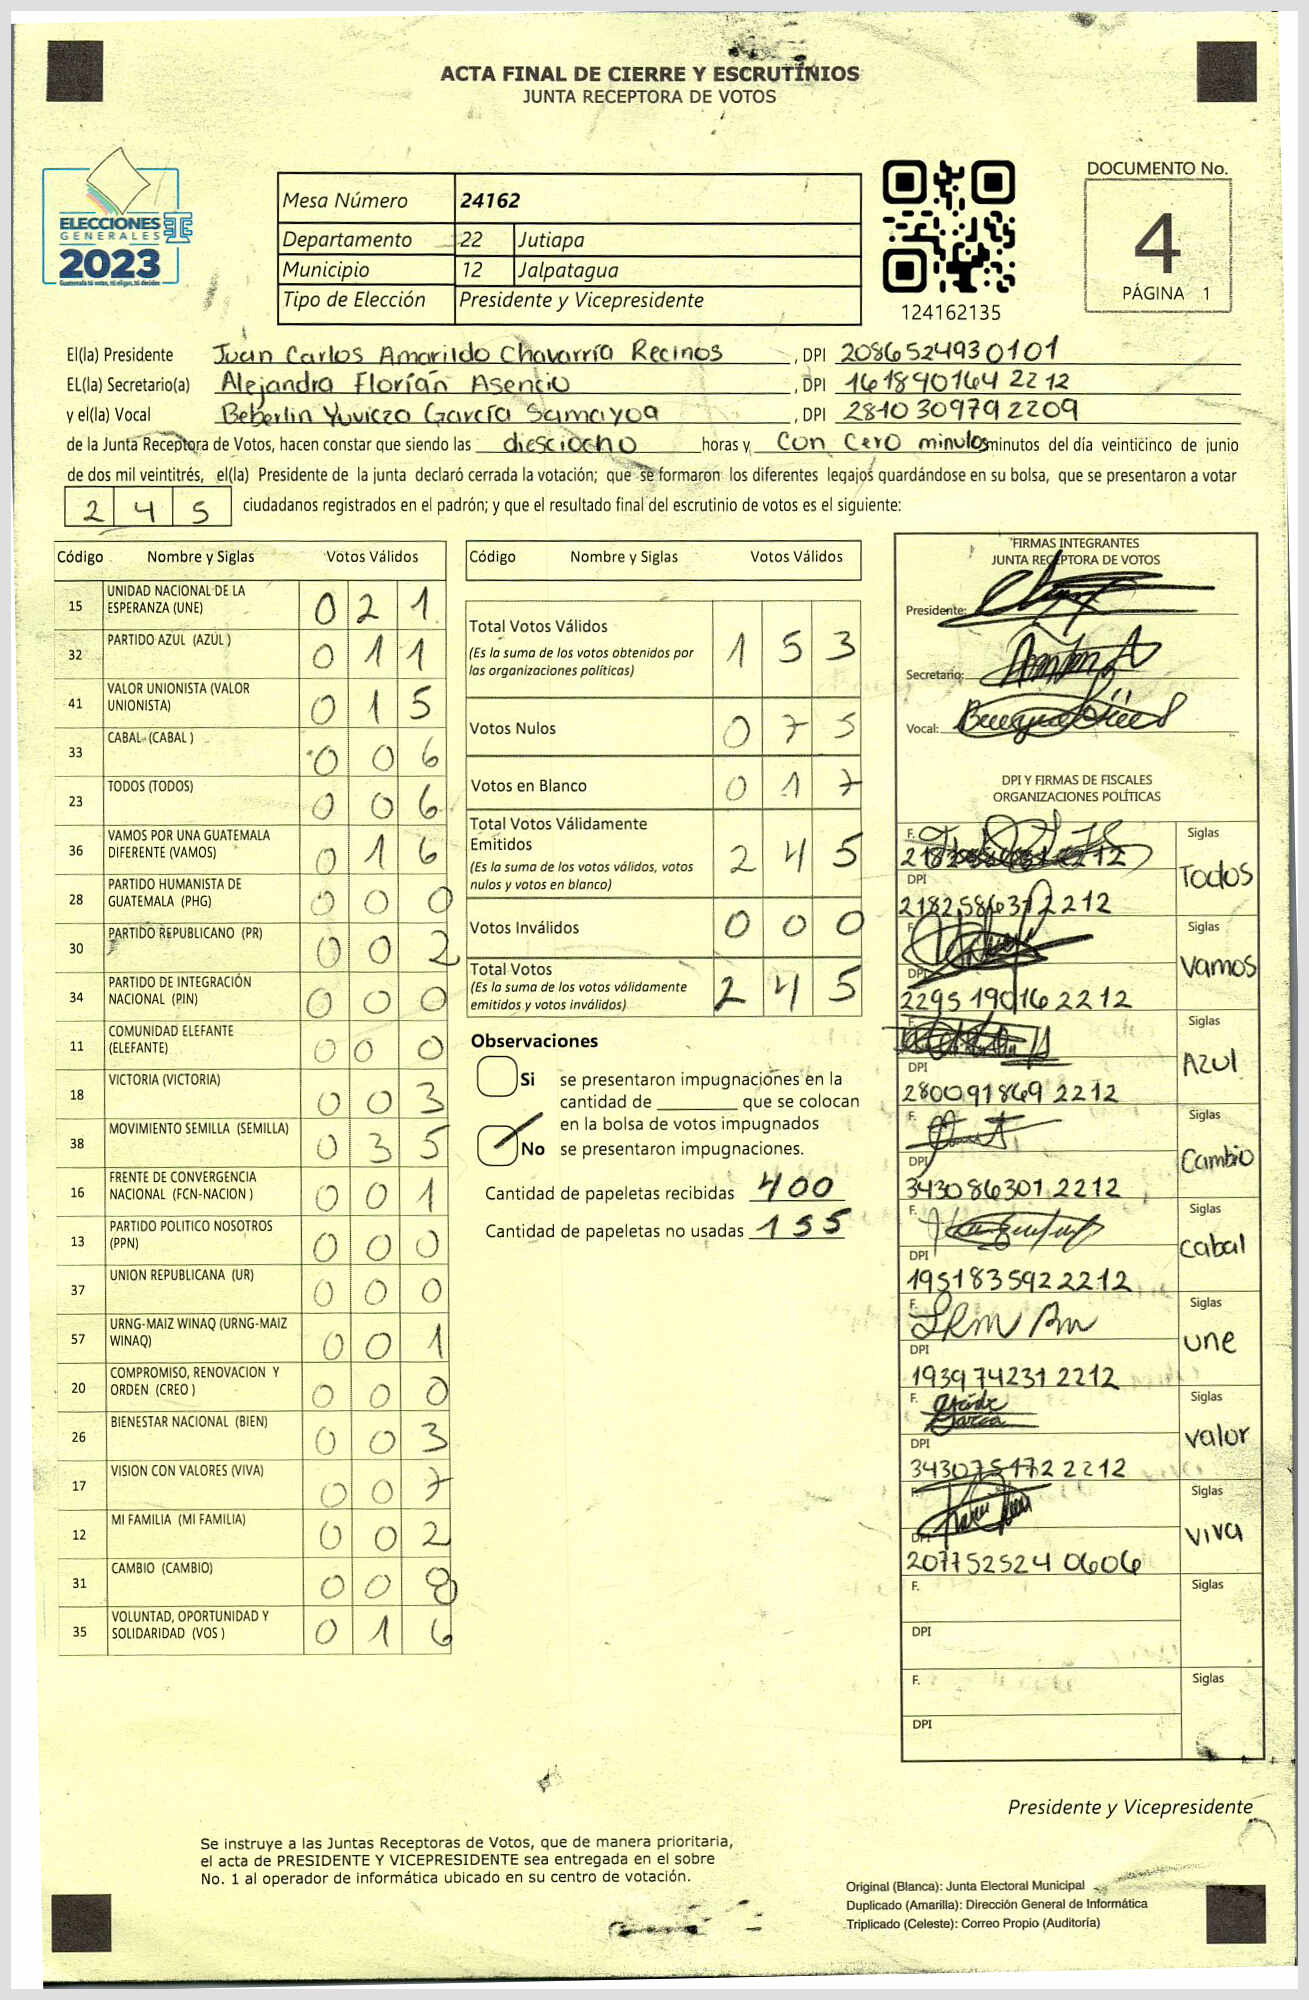 ACTA FINAL DE CIERRE Y ESCRUTINIOS
JUNTA RECEPTORA DE VOTOS
ELECCIONES
GENERALES
2023
Guatemala tú votas, tú eliges, tú decides
Mesa Número 24162
Departamento 22 Jutiapa
Municipio 12 Jalpatagua
Tipo de Elección Presidente y Vicepresidente
124162135
DOCUMENTO No.
4
PÁGINA 1
El(la) Presidente Juan Carlos Amarildo Chavarría Recinos, DPI 2086524930101
EL(la) Secretario(a) Alejandra Florián Asencio, DPI 161890164 2212
y el(la) Vocal Beberlin Yuvicza García Samayoa, DPI 2810309792209
de la Junta Receptora de Votos, hacen constar que siendo las diesciocho horas y con cero minutos minutos del día veinticinco de junio
de dos mil veintitrés, el(la) Presidente de la junta declaró cerrada la votación; que se formaron los diferentes legajos quardándose en su bolsa, que se presentaron a votar
2 4 5 ciudadanos registrados en el padrón; y que el resultado final del escrutinio de votos es el siguiente:
Código Nombre y Siglas Votos Válidos
15 UNIDAD NACIONAL DE LA ESPERANZA (UNE) 0 2 1
32 PARTIDO AZUL (AZUL ) 0 1 1
41 VALOR UNIONISTA (VALOR UNIONISTA) 0 1 5
33 CABAL (CABAL ) 0 0 6
23 TODOS (TODOS) 0 0 6
36 VAMOS POR UNA GUATEMALA DIFERENTE (VAMOS) 0 1 6
28 PARTIDO HUMANISTA DE GUATEMALA (PHG) 0 0 0
30 PARTIDO REPUBLICANO (PR) 0 0 2
34 PARTIDO DE INTEGRACIÓN NACIONAL (PIN) 0 0 0
11 COMUNIDAD ELEFANTE (ELEFANTE) 0 0 0
18 VICTORIA (VICTORIA) 0 0 3
38 MOVIMIENTO SEMILLA (SEMILLA) 0 3 5
16 FRENTE DE CONVERGENCIA NACIONAL (FCN-NACION ) 0 0 1
13 PARTIDO POLITICO NOSOTROS (PPN) 0 0 0
37 UNION REPUBLICANA (UR) 0 0 0
57 URNG-MAIZ WINAQ (URNG-MAIZ WINAQ) 0 0 1
20 COMPROMISO, RENOVACION Y ORDEN (CREO ) 0 0 0
26 BIENESTAR NACIONAL (BIEN) 0 0 3
17 VISION CON VALORES (VIVA) 0 0 7
12 MI FAMILIA (MI FAMILIA) 0 0 2
31 CAMBIO (CAMBIO) 0 0 8
35 VOLUNTAD, OPORTUNIDAD Y SOLIDARIDAD (VOS ) 0 1 6
Código Nombre y Siglas Votos Válidos
Total Votos Válidos 1 5 3
(Es la suma de los votos obtenidos por
las organizaciones políticas)
Votos Nulos 0 7 5
Votos en Blanco 0 1 7
Total Votos Válidamente
Emitidos 2 4 5
(Es la suma de los votos válidos, votos
nulos y votos en blanco)
Votos Inválidos 0 0 0
Total Votos 2 4 5
(Es la suma de los votos válidamente
emitidos y votos inválidos)
Observaciones
Si se presentaron impugnaciones en la
cantidad de ________ que se colocan
en la bolsa de votos impugnados
No se presentaron impugnaciones.
Cantidad de papeletas recibidas 400
Cantidad de papeletas no usadas 155
FIRMAS INTEGRANTES
JUNTA RECEPTORA DE VOTOS
Presidente:
Secretario:
Vocal:
DPI Y FIRMAS DE FISCALES
ORGANIZACIONES POLÍTICAS
F. Siglas
Todos
DPI
2182586372212
Siglas
Vamos
DPI
2295 19016 2212
F. Siglas
Azul
DPI
280091869 2212
F. Siglas
Cambio
DPI
343086301 2212
F. Siglas
Cabal
DPI
1951835922212
F. Siglas
une
DPI
1939742312212
F. Siglas
valor
DPI
3430751722212
F. Siglas
viva
DPI
207752524 0606
F. Siglas
DPI
F. Siglas
DPI
Presidente y Vicepresidente
Se instruye a las Juntas Receptoras de Votos, que de manera prioritaria,
el acta de PRESIDENTE Y VICEPRESIDENTE sea entregada en el sobre
No. 1 al operador de informática ubicado en su centro de votación.
Original (Blanca): Junta Electoral Municipal
Duplicado (Amarilla): Dirección General de Informática
Triplicado (Celeste): Correo Propio (Auditoría)